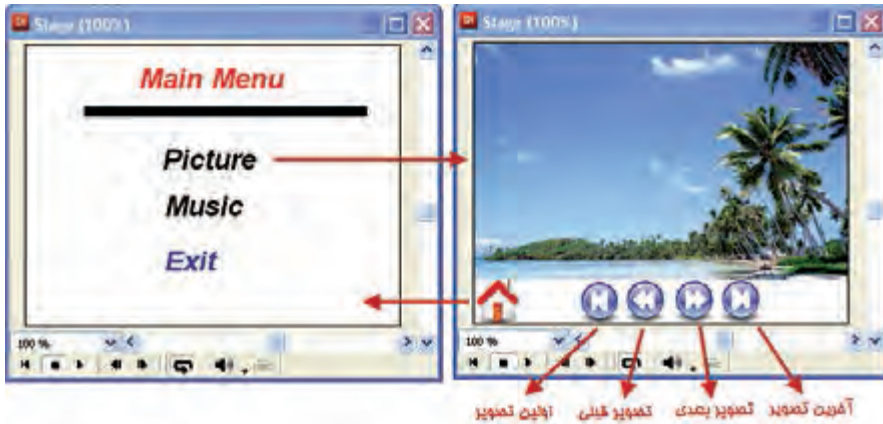 Stage (100%)
Main Menu
Picture
Music
Exit
100 %
Stage (100%)
100 %
آخرین تصویر
تصویر بعدی
تصویر قبلی
اولین تصویر